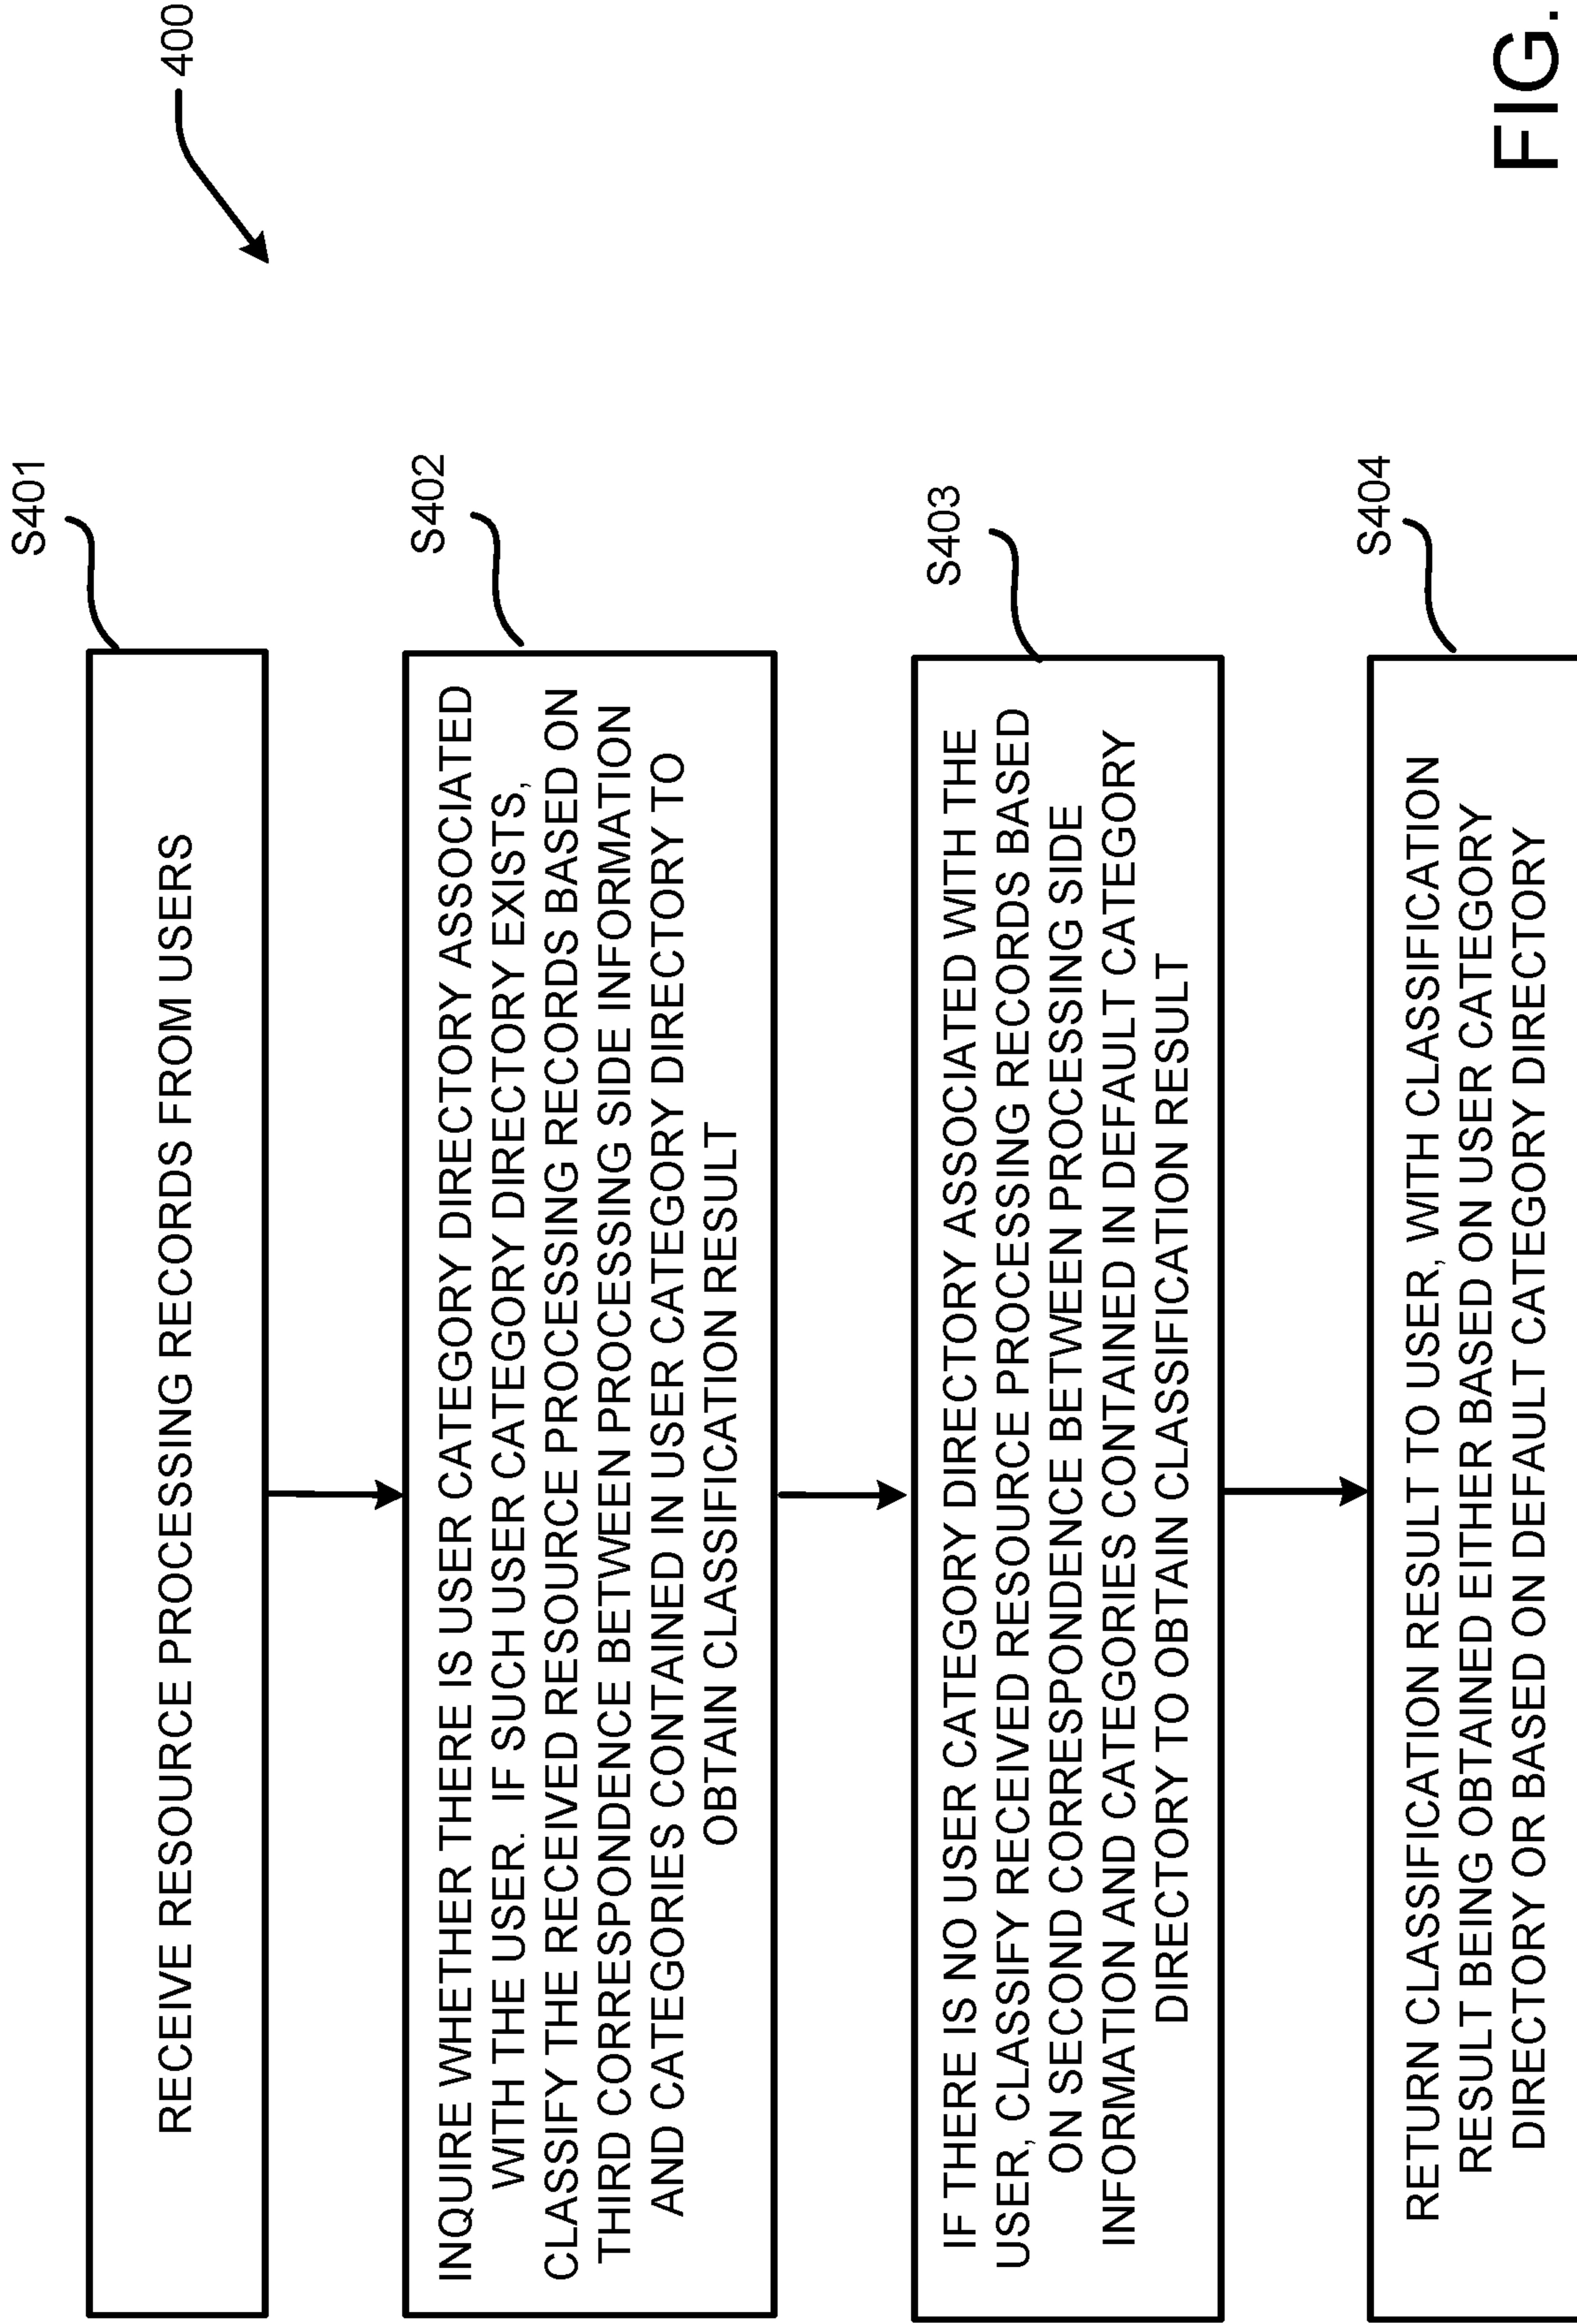 400
S401
RECEIVE RESOURCE PROCESSING RECORDS FROM USERS
S402
INQUIRE WHETHER THERE IS USER CATEGORY DIRECTORY ASSOCIATED
WITH THE USER. IF SUCH USER CATEGORY DIRECTORY EXISTS,
CLASSIFY THE RECEIVED RESOURCE PROCESSING RECORDS BASED ON
THIRD CORRESPONDENCE BETWEEN PROCESSING SIDE INFORMATION
AND CATEGORIES CONTAINED IN USER CATEGORY DIRECTORY TO
OBTAIN CLASSIFICATION RESULT
S403
IF THERE IS NO USER CATEGORY DIRECTORY ASSOCIATED WITH THE
USER, CLASSIFY RECEIVED RESOURCE PROCESSING RECORDS BASED
ON SECOND CORRESPONDENCE BETWEEN PROCESSING SIDE
INFORMATION AND CATEGORIES CONTAINED IN DEFAULT CATEGORY
DIRECTORY TO OBTAIN CLASSIFICATION RESULT
S404
RETURN CLASSIFICATION RESULT TO USER, WITH CLASSIFICATION
RESULT BEING OBTAINED EITHER BASED ON USER CATEGORY
DIRECTORY OR BASED ON DEFAULT CATEGORY DIRECTORY
FIG.